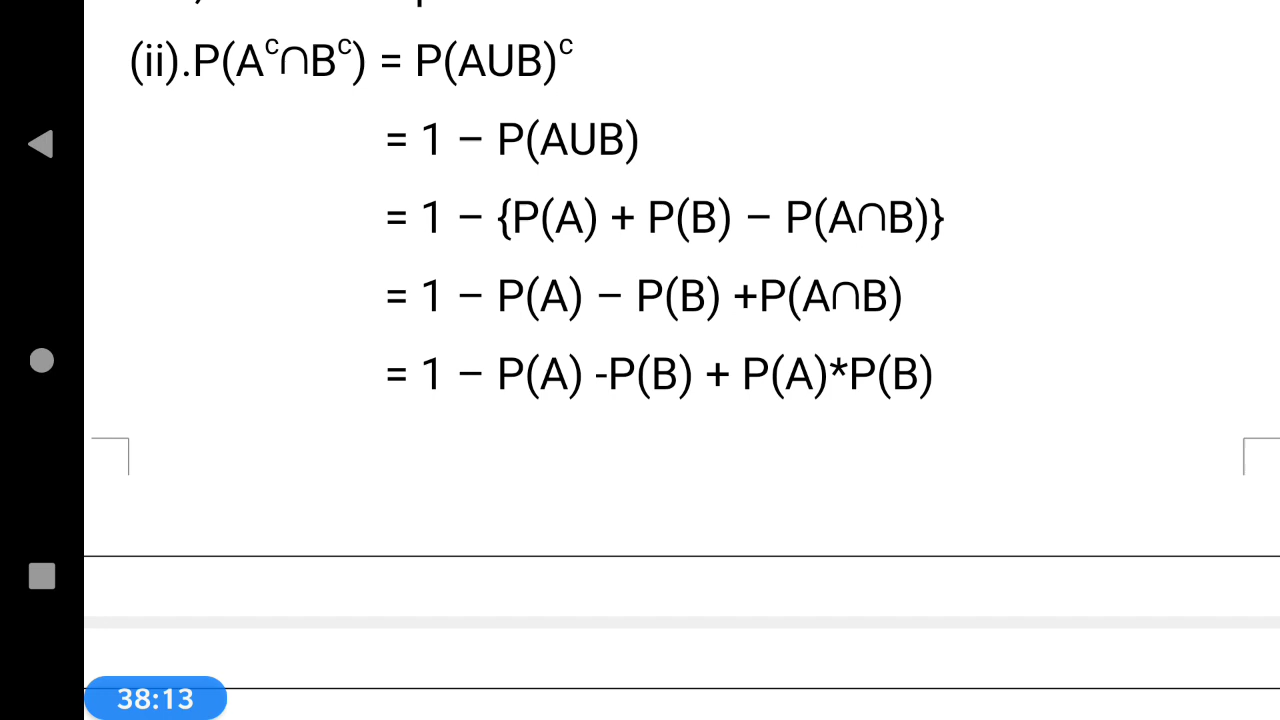 (ii).P(Aᶜ∩Bᶜ) = P(AUB)ᶜ
= 1 – P(AUB)
= 1 – {P(A) + P(B) – P(A∩B)}
= 1 – P(A) – P(B) +P(A∩B)
= 1 – P(A) -P(B) + P(A)*P(B)
38:13